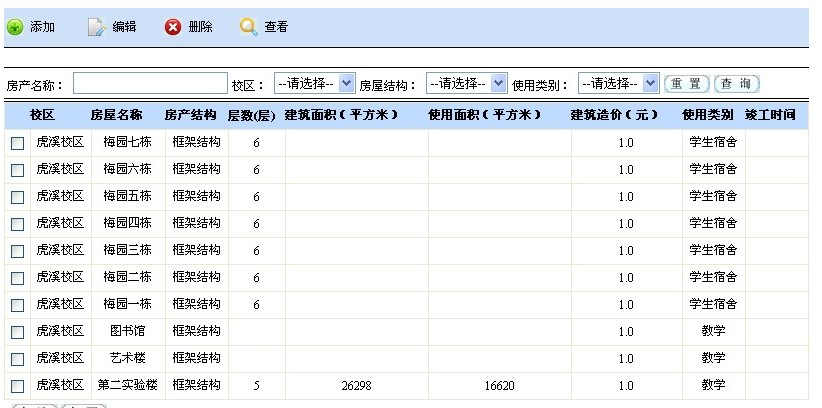 添加 编辑 删除 查看
房产名称： 校区： --请选择-- 房屋结构： --请选择-- 使用类别： --请选择-- 重 置 查 询
校区 房屋名称 房产结构 层数(层) 建筑面积(平方米) 使用面积(平方米) 建筑造价(元) 使用类别 竣工时间
虎溪校区 梅园七栋 框架结构 6 1.0 学生宿舍
虎溪校区 梅园六栋 框架结构 6 1.0 学生宿舍
虎溪校区 梅园五栋 框架结构 6 1.0 学生宿舍
虎溪校区 梅园四栋 框架结构 6 1.0 学生宿舍
虎溪校区 梅园三栋 框架结构 6 1.0 学生宿舍
虎溪校区 梅园二栋 框架结构 6 1.0 学生宿舍
虎溪校区 梅园一栋 框架结构 6 1.0 学生宿舍
虎溪校区 图书馆 框架结构 1.0 教学
虎溪校区 艺术楼 框架结构 1.0 教学
虎溪校区 第二实验楼 框架结构 5 26298 16620 1.0 教学